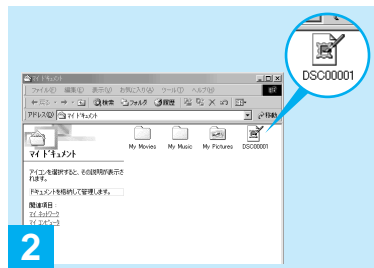 DSC00001
マイ ドキュメント
ファイル(F) 編集(E) 表示(V) お気に入り(A) ツール(T) ヘルプ(H)
戻る 検索 フォルダ 履歴
アドレス(D) マイ ドキュメント 移動
My Movies My Music My Pictures DSC00001
マイ ドキュメント
アイコンを選択すると、その説明が表示さ
れます。
ドキュメントを格納して管理します。
関連項目:
マイ ネットワーク
マイ コンピュータ
2